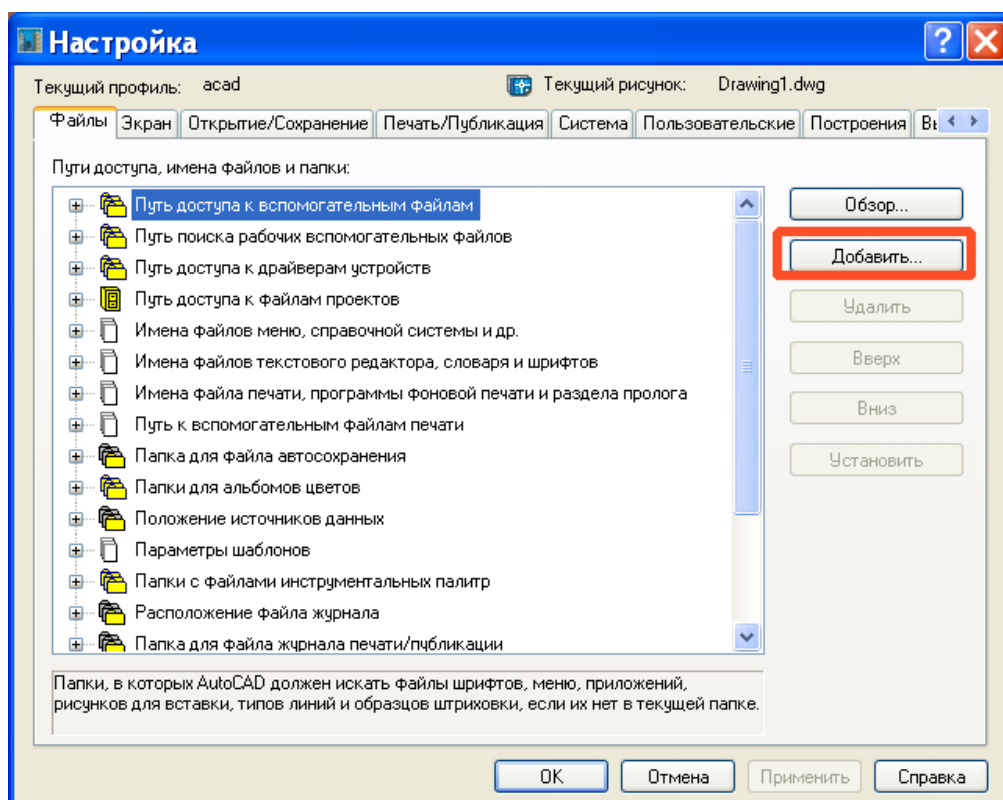 Настройка
Текущий профиль: acad Текущий рисунок: Drawing1.dwg
Файлы Экран Открытие/Сохранение Печать/Публикация Система Пользовательские Построения Вы
Пути доступа, имена файлов и папки:
Путь доступа к вспомогательным файлам
Обзор...
Путь поиска рабочих вспомогательных файлов
Добавить...
Путь доступа к драйверам устройств
Путь доступа к файлам проектов
Удалить
Имена файлов меню, справочной системы и др.
Имена файлов текстового редактора, словаря и шрифтов
Вверх
Имена файла печати, программы фоновой печати и раздела пролога
Вниз
Путь к вспомогательным файлам печати
Папка для файла автосохранения
Установить
Папки для альбомов цветов
Положение источников данных
Параметры шаблонов
Папки с файлами инструментальных палитр
Расположение файла журнала
Папка для файла журнала печати/публикации
Папки, в которых AutoCAD должен искать файлы шрифтов, меню, приложений,
рисунков для вставки, типов линий и образцов штриховки, если их нет в текущей папке.
OK Отмена Применить Справка